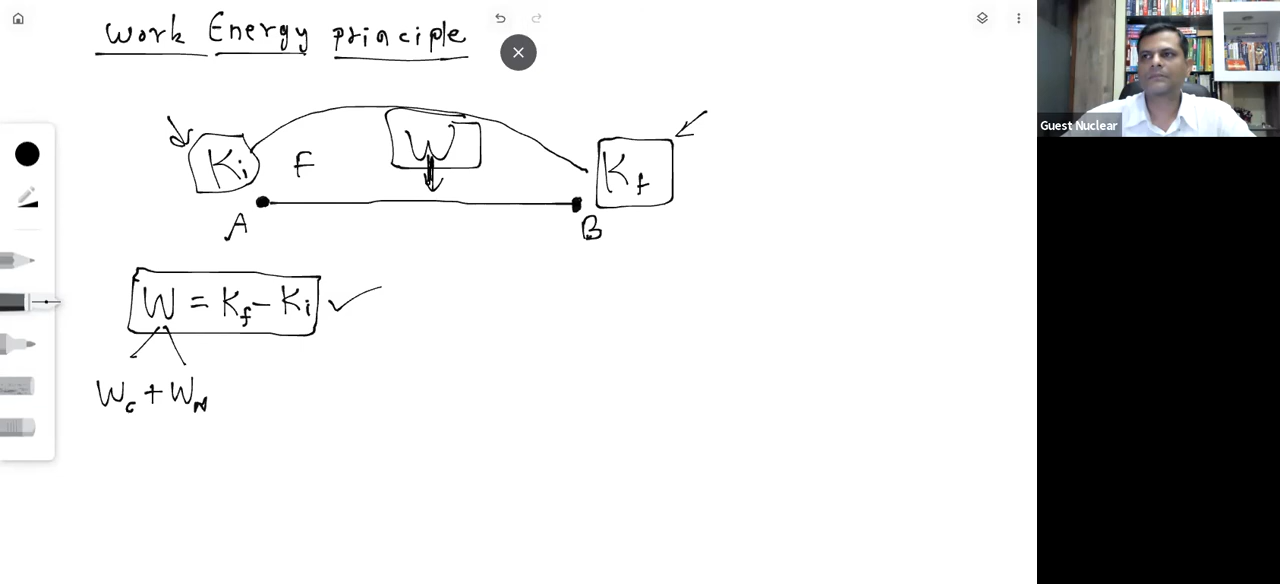 Work Energy principle
Guest Nuclear
W
Ki
F
Kf
A
B
W = Kf - Ki
Wc + WN